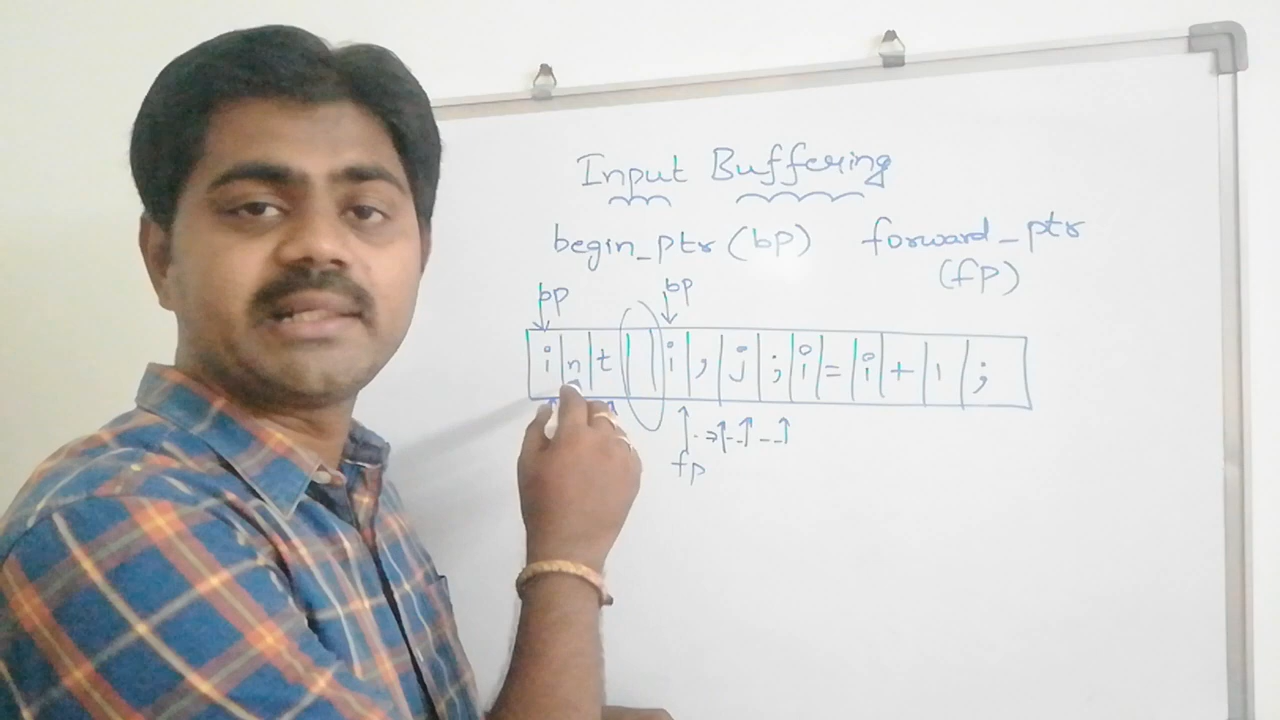 Input Buffering
begin_ptr (bp) forward_ptr
(fp)
bp bp
i n t i , j ; i = i + 1 ;
fp